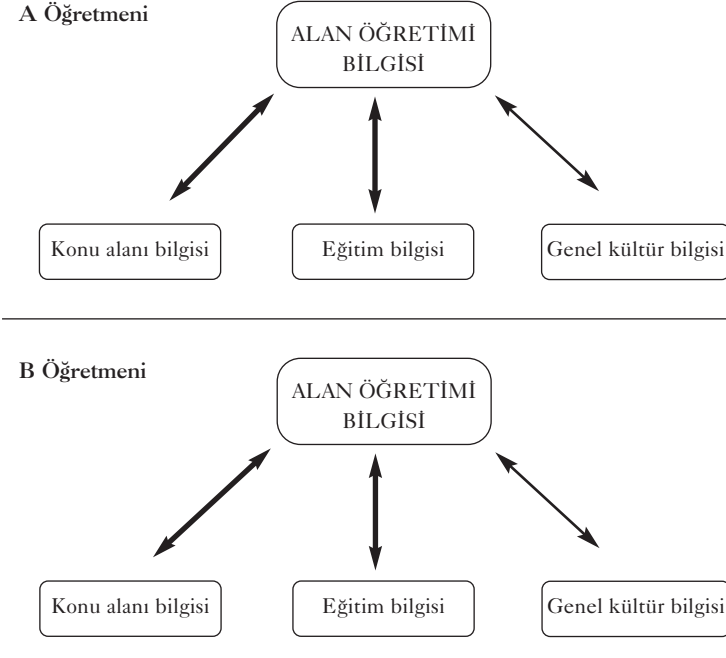 A Öğretmeni
ALAN ÖĞRETİMİ
BİLGİSİ
Konu alanı bilgisi
Eğitim bilgisi
Genel kültür bilgisi
B Öğretmeni
ALAN ÖĞRETİMİ
BİLGİSİ
Konu alanı bilgisi
Eğitim bilgisi
Genel kültür bilgisi